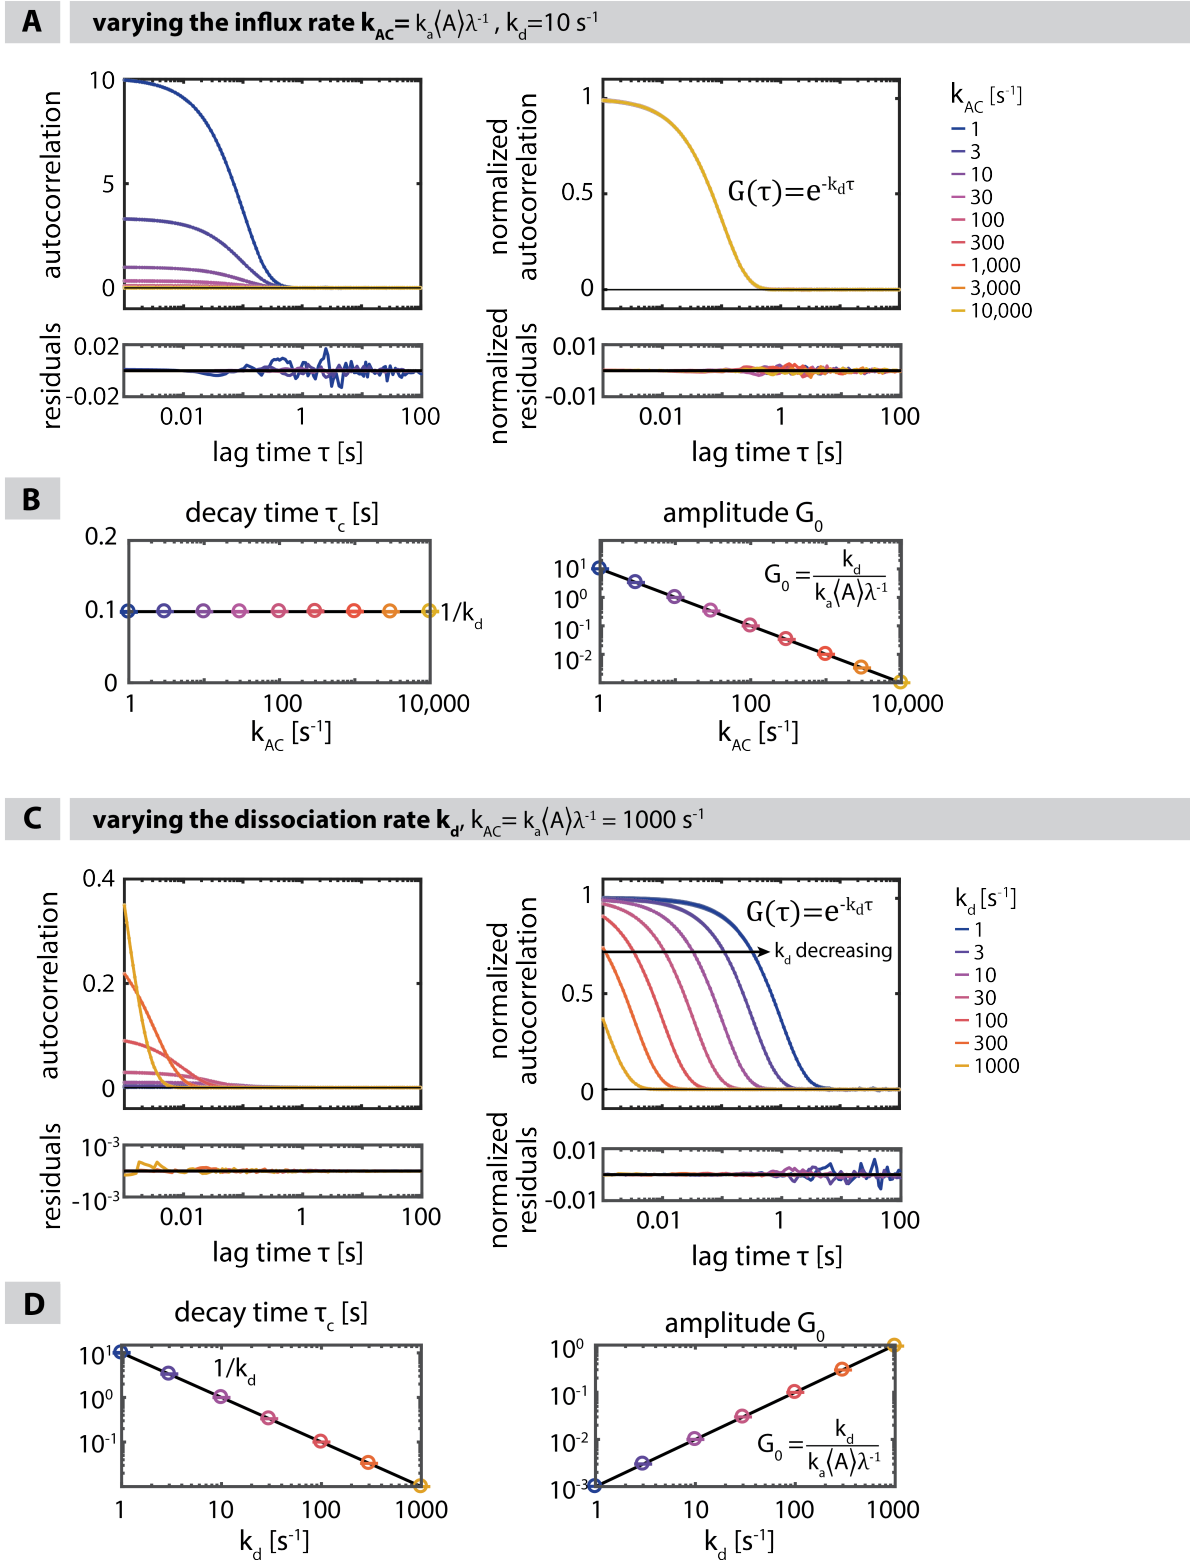 A varying the influx rate k_AC= k_a⟨A⟩λ^-1 , k_d=10 s^-1
autocorrelation
10
5
0
residuals
0.02
-0.02
0.01 1 100
lag time τ [s]
normalized
autocorrelation
1
0.5
0
G(τ)=e^-k_dτ
normalized
residuals
0.01
-0.01
0.01 1 100
lag time τ [s]
k_AC [s^-1]
1
3
10
30
100
300
1,000
3,000
10,000
B
decay time τ_c [s]
0.2
0.1
0
1/k_d
1 100 10,000
k_AC [s^-1]
amplitude G_0
10^1
10^0
10^-1
10^-2
G_0 = k_d / k_a⟨A⟩λ^-1
1 100 10,000
k_AC [s^-1]
C varying the dissociation rate k_d, k_AC= k_a⟨A⟩λ^-1 = 1000 s^-1
autocorrelation
0.4
0.2
0
residuals
10^-3
-10^-3
0.01 1 100
lag time τ [s]
normalized
autocorrelation
1
0.5
0
G(τ)=e^-k_dτ
k_d decreasing
normalized
residuals
0.01
-0.01
0.01 1 100
lag time τ [s]
k_d [s^-1]
1
3
10
30
100
300
1000
D
decay time τ_c [s]
10^1
10^0
10^-1
1/k_d
1 10 100 1000
k_d [s^-1]
amplitude G_0
10^0
10^-1
10^-2
10^-3
G_0 = k_d / k_a⟨A⟩λ^-1
1 10 100 1000
k_d [s^-1]